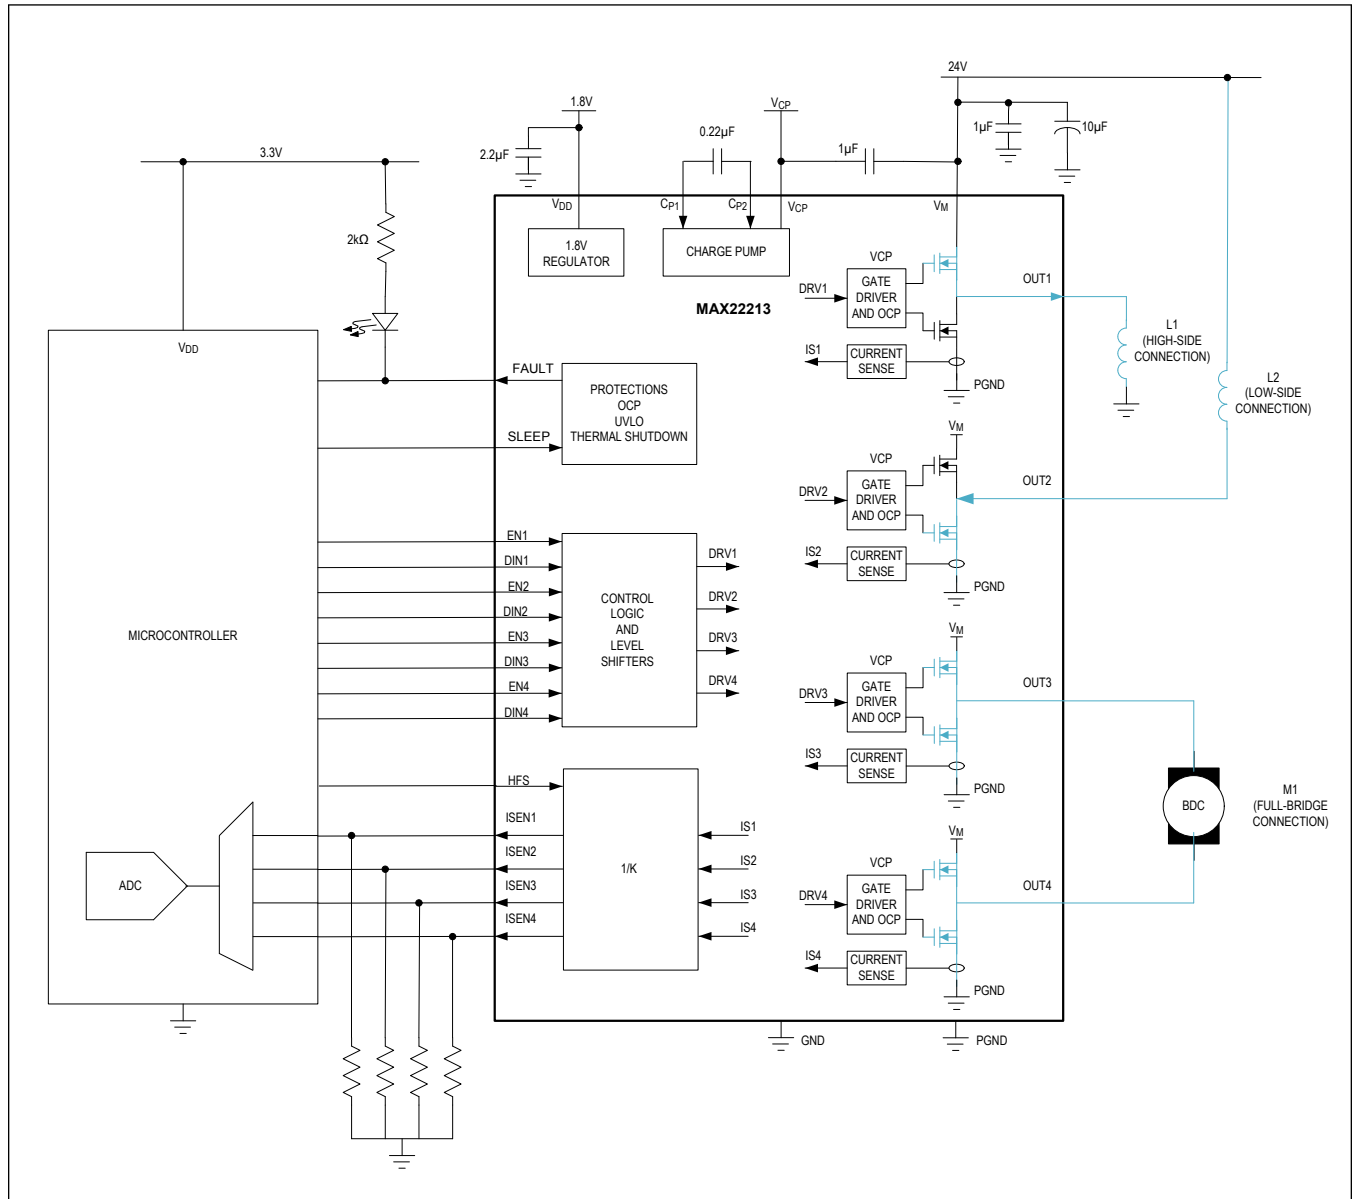 24V
1.8V
VCP
2.2µF
0.22µF
1µF
1µF
10µF
3.3V
2kΩ
VDD
CP1
CP2
VCP
VM
1.8V
REGULATOR
CHARGE PUMP
MAX22213
VCP
DRV1
GATE
DRIVER
AND OCP
OUT1
IS1
CURRENT
SENSE
PGND
L1
(HIGH-SIDE
CONNECTION)
L2
(LOW-SIDE
CONNECTION)
VDD
FAULT
SLEEP
PROTECTIONS
OCP
UVLO
THERMAL SHUTDOWN
VM
VCP
DRV2
GATE
DRIVER
AND OCP
OUT2
IS2
CURRENT
SENSE
PGND
MICROCONTROLLER
EN1
DIN1
EN2
DIN2
EN3
DIN3
EN4
DIN4
CONTROL
LOGIC
AND
LEVEL
SHIFTERS
DRV1
DRV2
DRV3
DRV4
VM
VCP
DRV3
GATE
DRIVER
AND OCP
OUT3
IS3
CURRENT
SENSE
PGND
BDC
M1
(FULL-BRIDGE
CONNECTION)
HFS
ISEN1
ISEN2
ISEN3
ISEN4
ADC
1/K
IS1
IS2
IS3
IS4
VM
VCP
DRV4
GATE
DRIVER
AND OCP
OUT4
IS4
CURRENT
SENSE
PGND
GND
PGND